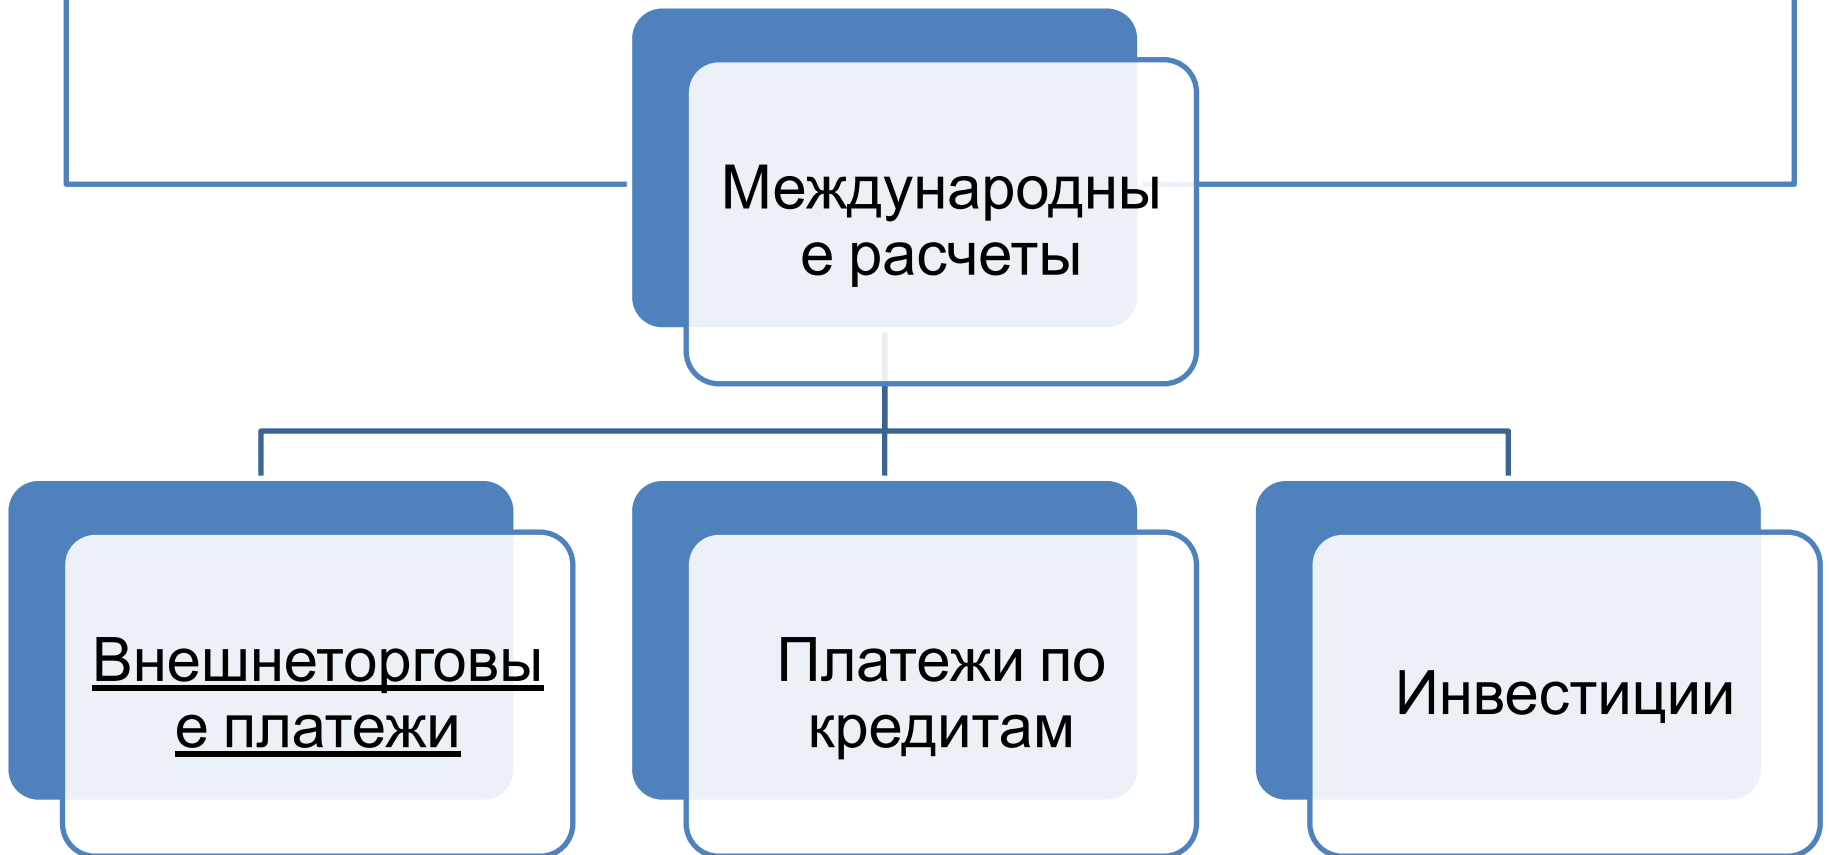 Международны
е расчеты
Внешнеторговы
е платежи
Платежи по
кредитам
Инвестиции